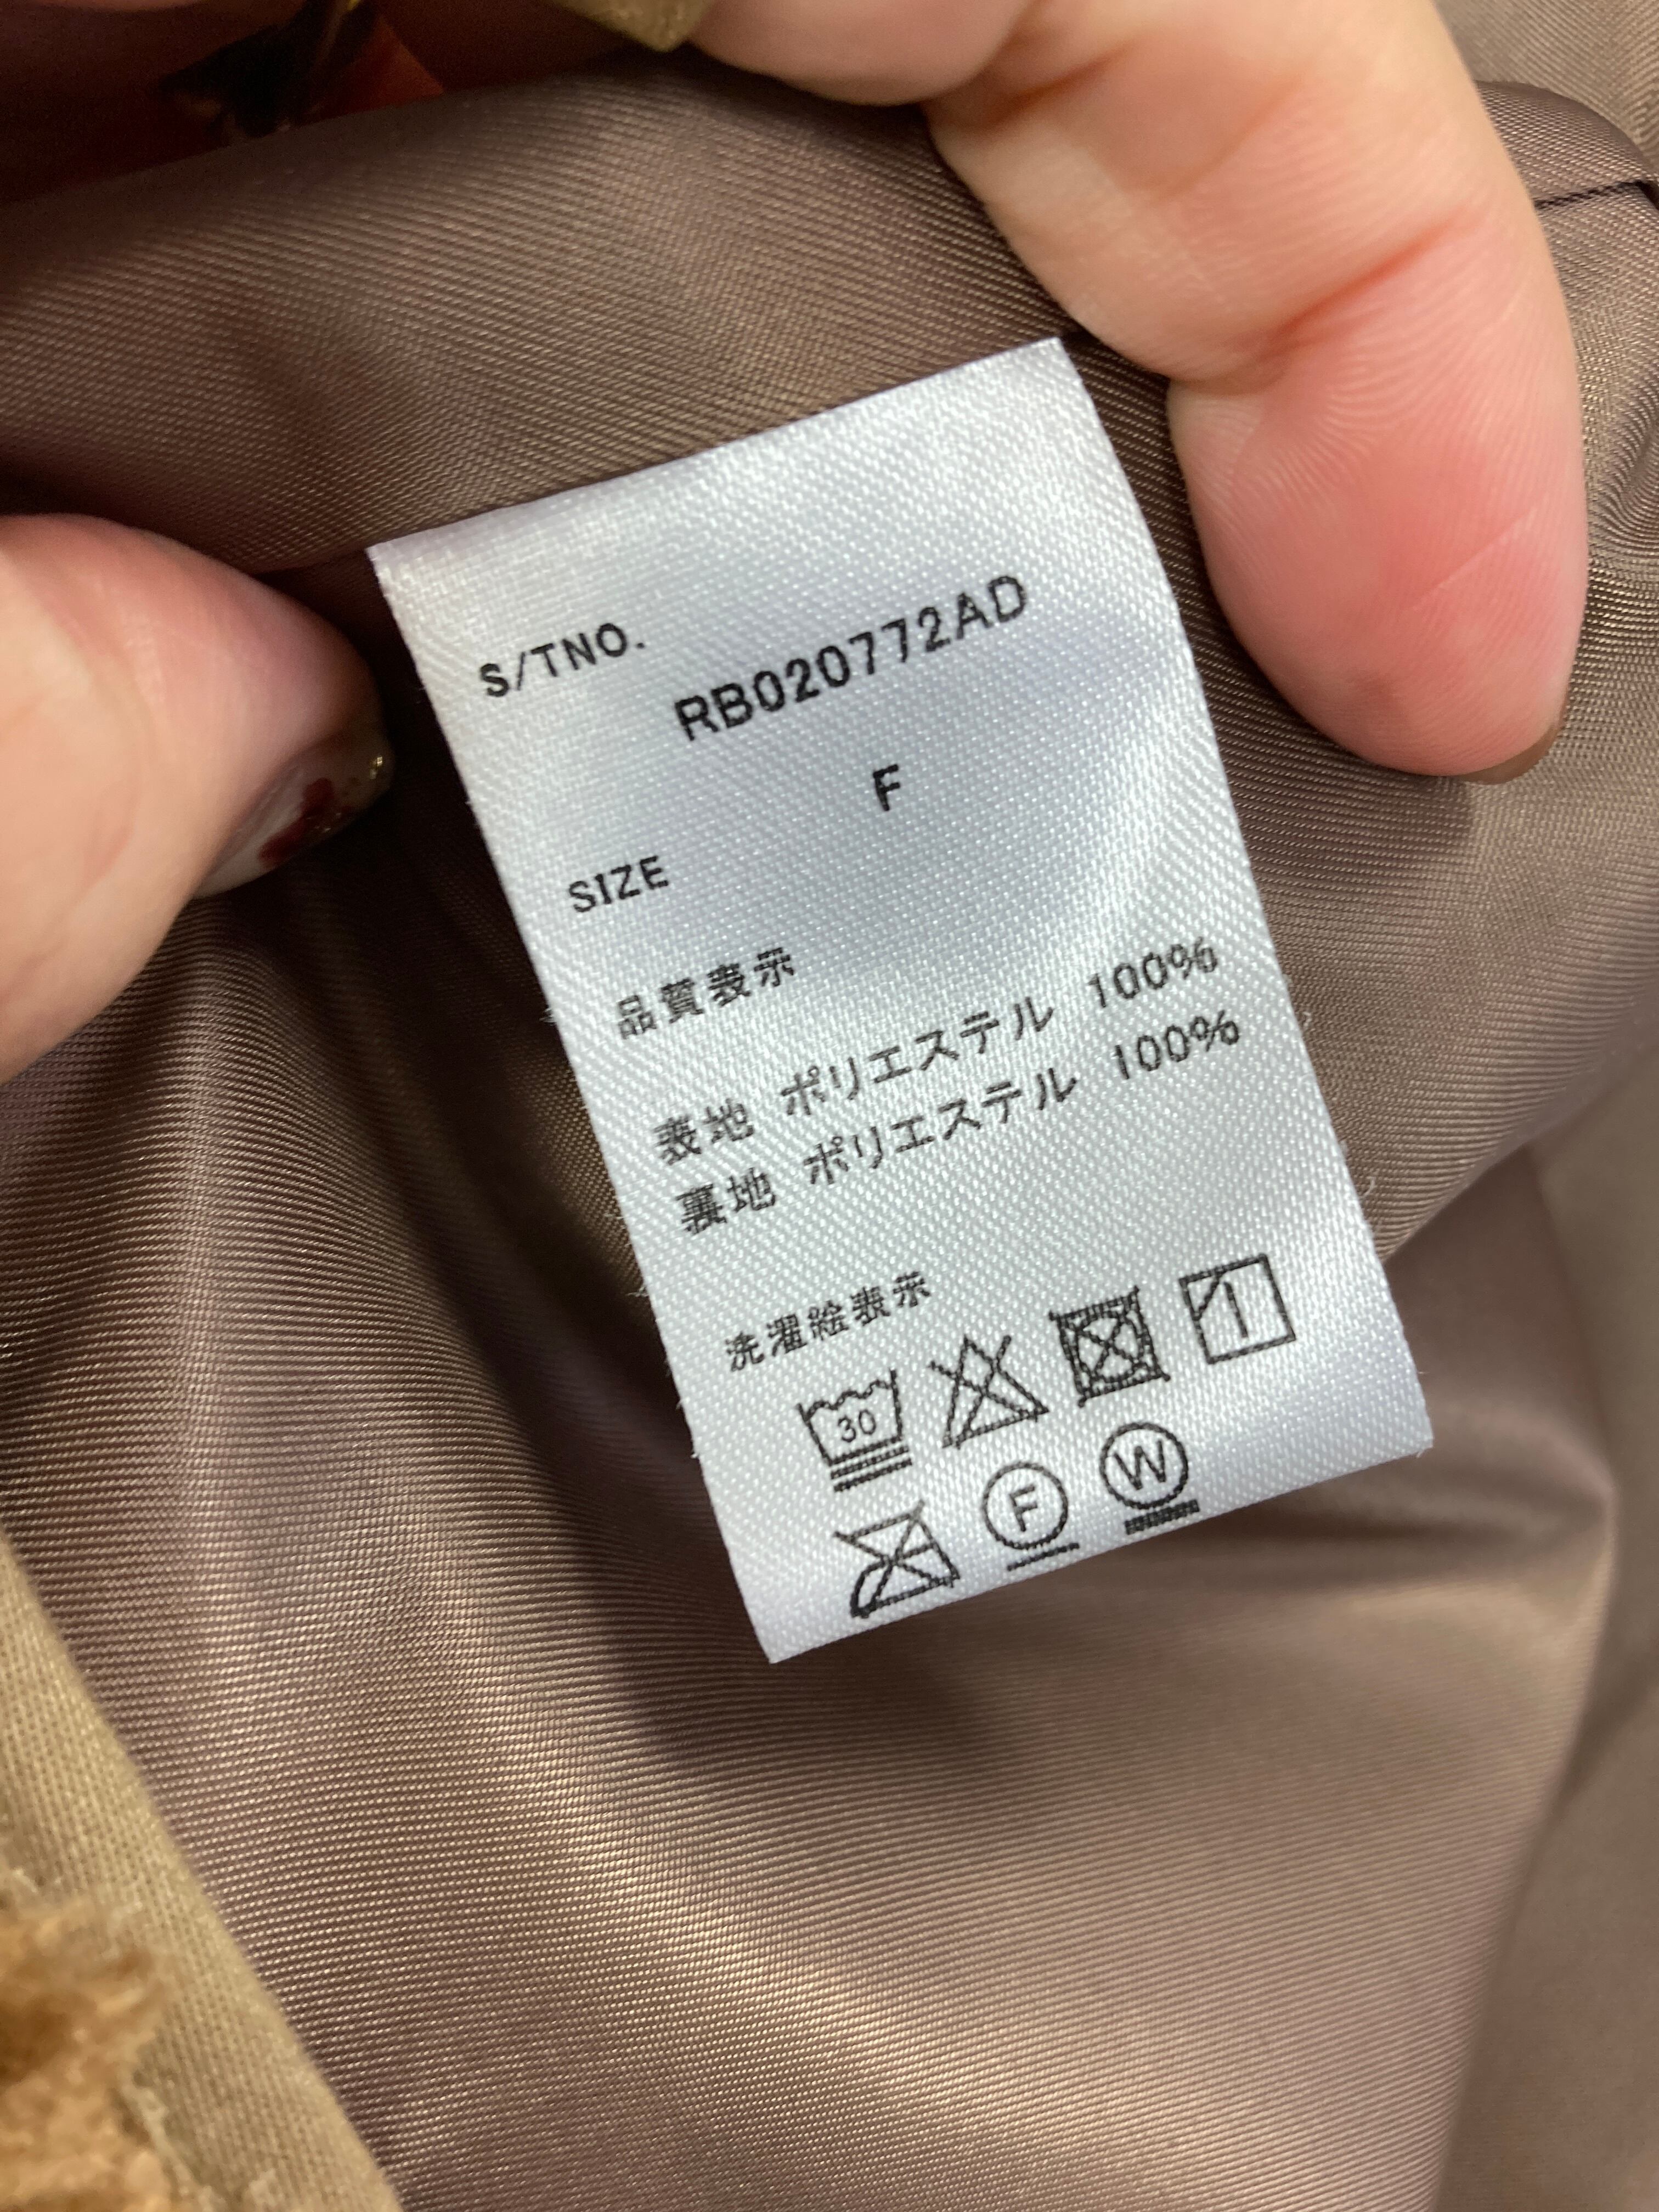 S/TNO.
RB020772AD
F
SIZE
品質表示
表地 ポリエステル 100%
裏地 ポリエステル 100%
洗濯絵表示
30
F W